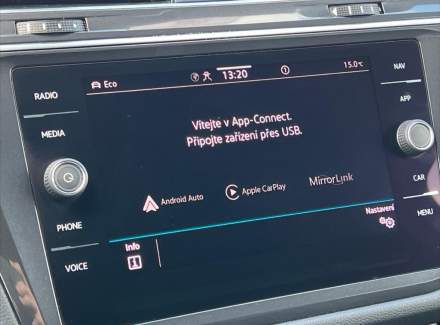 RADIO
MEDIA
PHONE
VOICE
NAV
APP
CAR
MENU
Eco
13:20
15.0°C
Vítejte v App-Connect.
Připojte zařízení přes USB.
Android Auto
Apple CarPlay
MirrorLink
Info
Nastavení